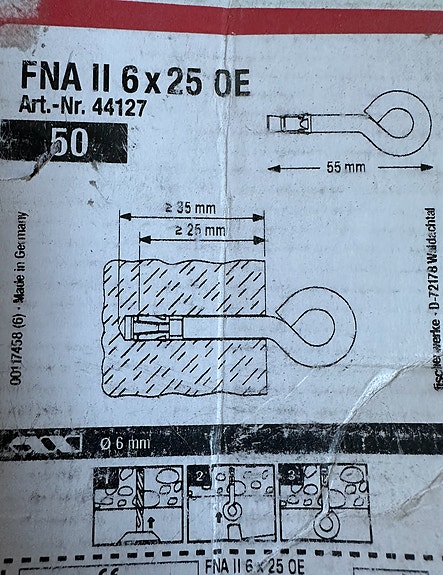 FNA II 6 x 25 OE
Art.-Nr. 44127
50
55 mm
≥ 35 mm
≥ 25 mm
00117458 (6) · Made in Germany
fischerwerke · D-72178 Waldachtal
Ø 6 mm
1
2
3
FNA II 6 x 25 OE